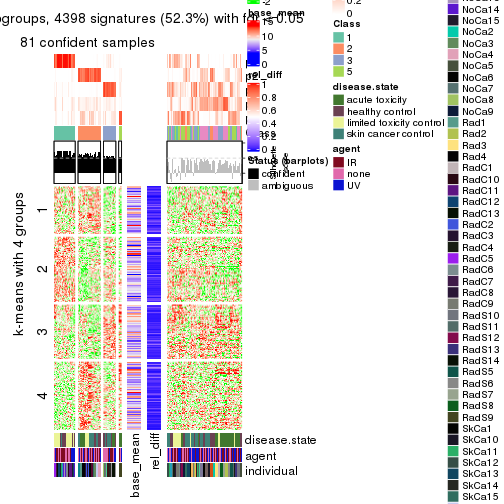 ogroups, 4398 signatures (52.3%) with fdr < 0.05
81 confident samples
k-means with 4 groups
1
2
3
4
base_mean
rel_diff
disease.state
agent
individual
-2
base_mean
15
10
5
0
rel_diff
1
0.8
0.6
0.4
0.2
0
Status (barplots)
confident
ambiguous
0.2
0
Class
1
2
3
5
disease.state
acute toxicity
healthy control
limited toxicity control
skin cancer control
agent
IR
none
UV
NoCa14
NoCa15
NoCa2
NoCa3
NoCa4
NoCa5
NoCa6
NoCa7
NoCa8
NoCa9
Rad1
Rad2
Rad3
Rad4
RadC1
RadC10
RadC11
RadC12
RadC13
RadC2
RadC3
RadC4
RadC5
RadC6
RadC7
RadC8
RadC9
RadS10
RadS11
RadS12
RadS13
RadS14
RadS5
RadS6
RadS7
RadS8
RadS9
SkCa1
SkCa10
SkCa11
SkCa12
SkCa13
SkCa14
SkCa15